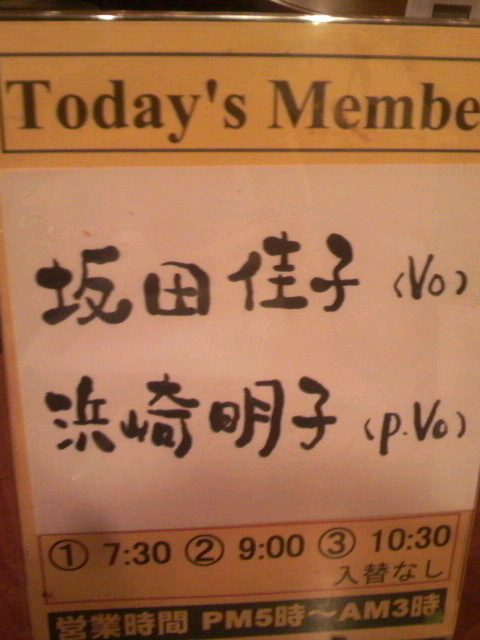 Today's Membe
坂田佳子 (Vo)
浜崎明子 (p.Vo)
① 7:30 ② 9:00 ③ 10:30
入替なし
営業時間 PM5時～AM3時